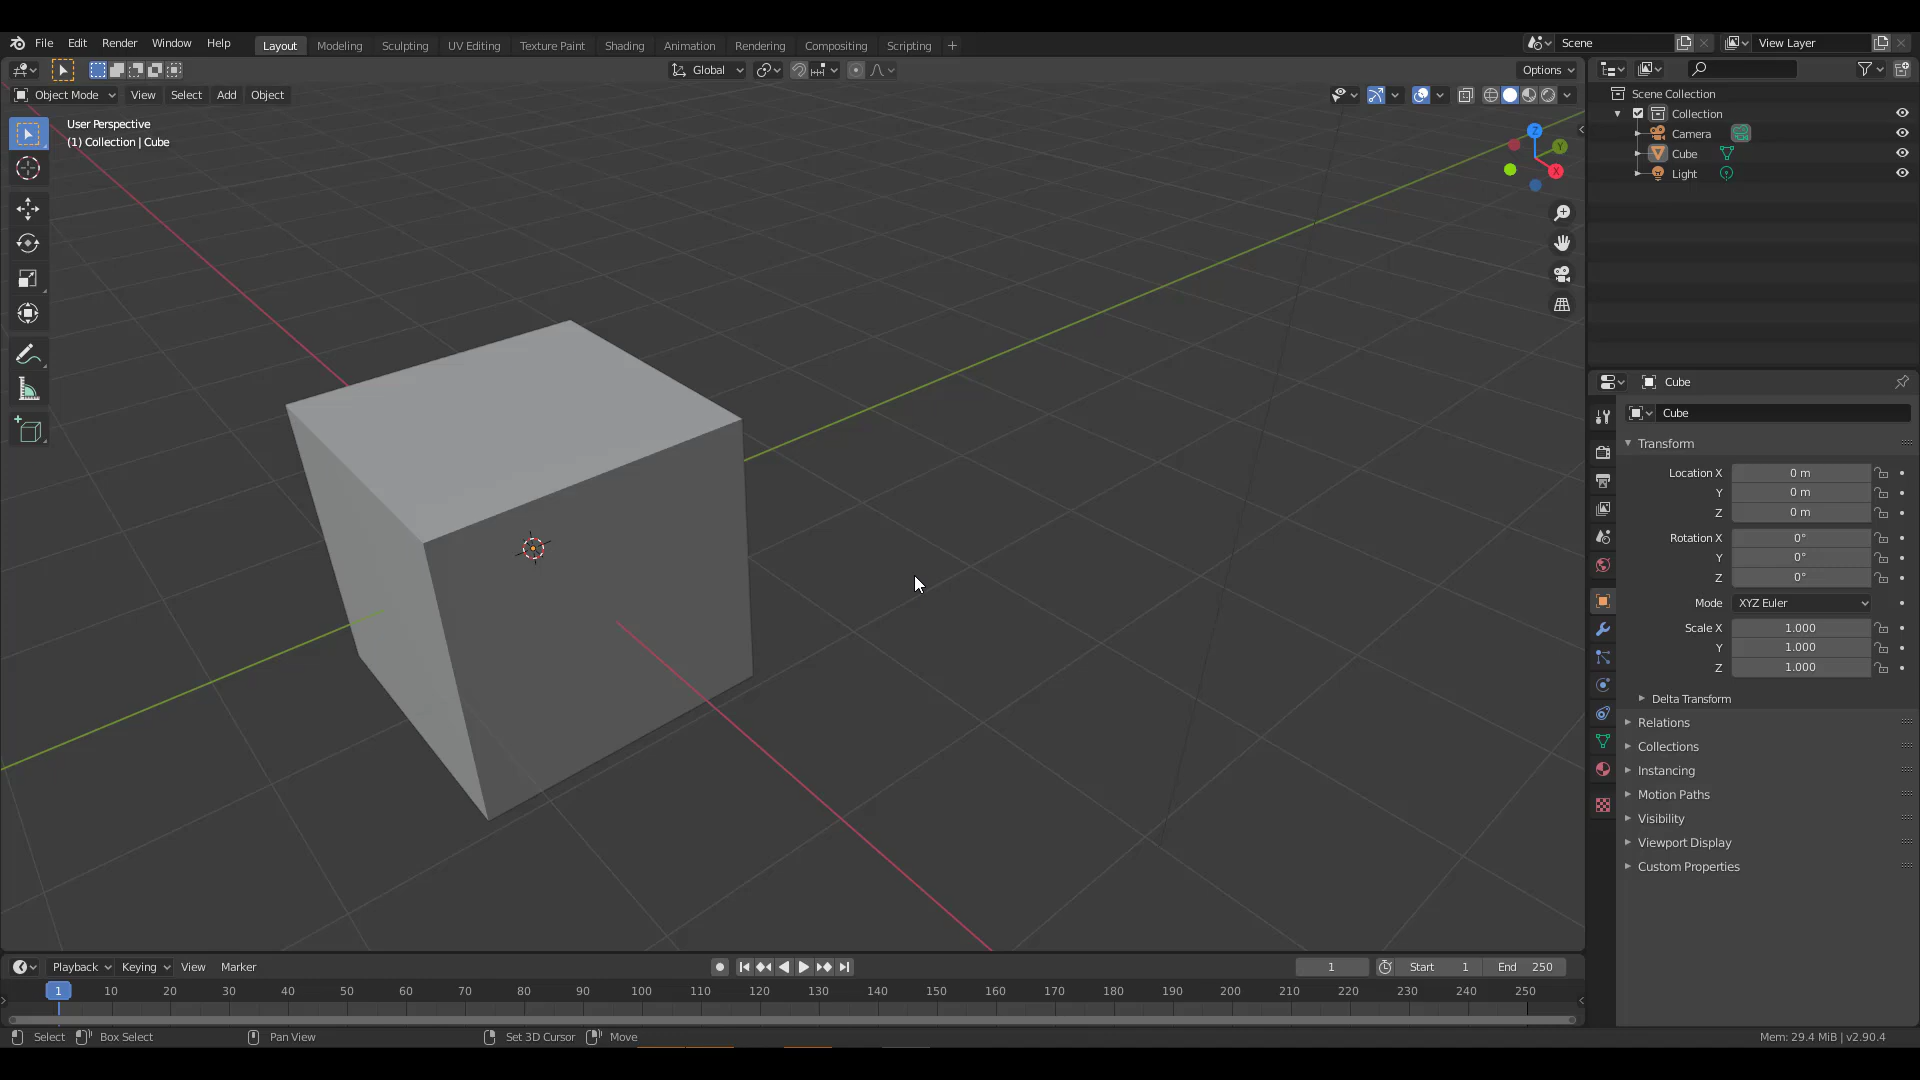 File Edit Render Window Help Layout Modeling Sculpting UV Editing Texture Paint Shading Animation Rendering Compositing Scripting + Scene View Layer
Global Options
Object Mode View Select Add Object
User Perspective
(1) Collection | Cube
Z
Y
X
Scene Collection
Collection
Camera
Cube
Light
Cube
Cube
Transform
Location X 0 m
Y 0 m
Z 0 m
Rotation X 0°
Y 0°
Z 0°
Mode XYZ Euler
Scale X 1.000
Y 1.000
Z 1.000
Delta Transform
Relations
Collections
Instancing
Motion Paths
Visibility
Viewport Display
Custom Properties
Playback Keying View Marker 1 Start 1 End 250
1 10 20 30 40 50 60 70 80 90 100 110 120 130 140 150 160 170 180 190 200 210 220 230 240 250
Select Box Select Pan View Set 3D Cursor Move Mem: 29.4 MiB | v2.90.4